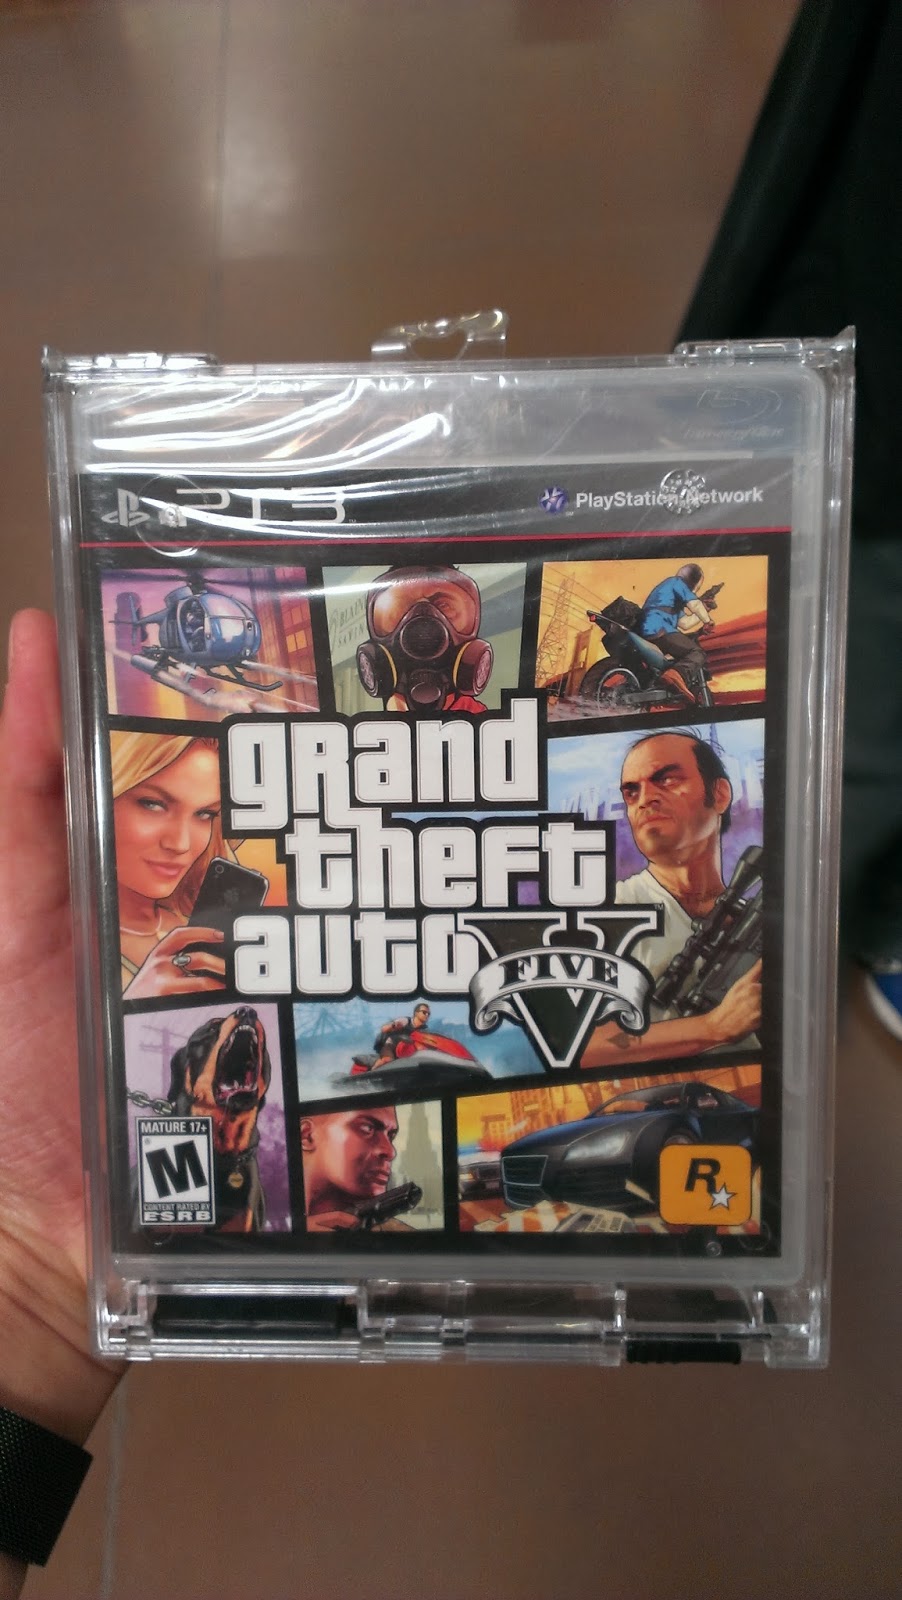 PS3
PlayStation Network
grand
theft
auto V
FIVE
MATURE 17+
M
CONTENT RATED BY
ESRB
R